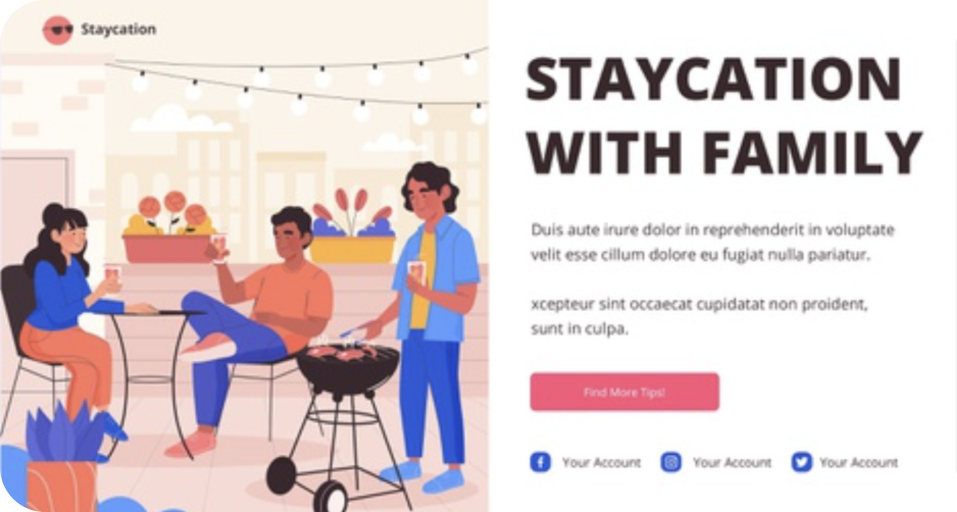 Staycation
STAYCATION
WITH FAMILY
Duis aute irure dolor in reprehenderit in voluptate
velit esse cillum dolore eu fugiat nulla pariatur.
xcepteur sint occaecat cupidatat non proident,
sunt in culpa.
Find More Tips!
Your Account Your Account Your Account